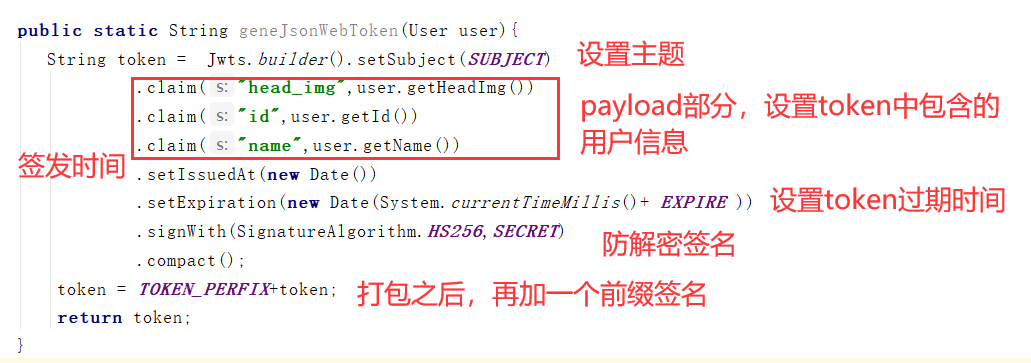 public static String geneJsonWebToken(User user){
String token = Jwts.builder().setSubject(SUBJECT) 设置主题
.claim( s: "head_img",user.getHeadImg())
.claim( s: "id",user.getId()) payload部分，设置token中包含的
.claim( s: "name",user.getName()) 用户信息
签发时间 .setIssuedAt(new Date())
.setExpiration(new Date(System.currentTimeMillis()+ EXPIRE )) 设置token过期时间
.signWith(SignatureAlgorithm.HS256,SECRET) 防解密签名
.compact();
token = TOKEN_PERFIX+token; 打包之后，再加一个前缀签名
return token;
}